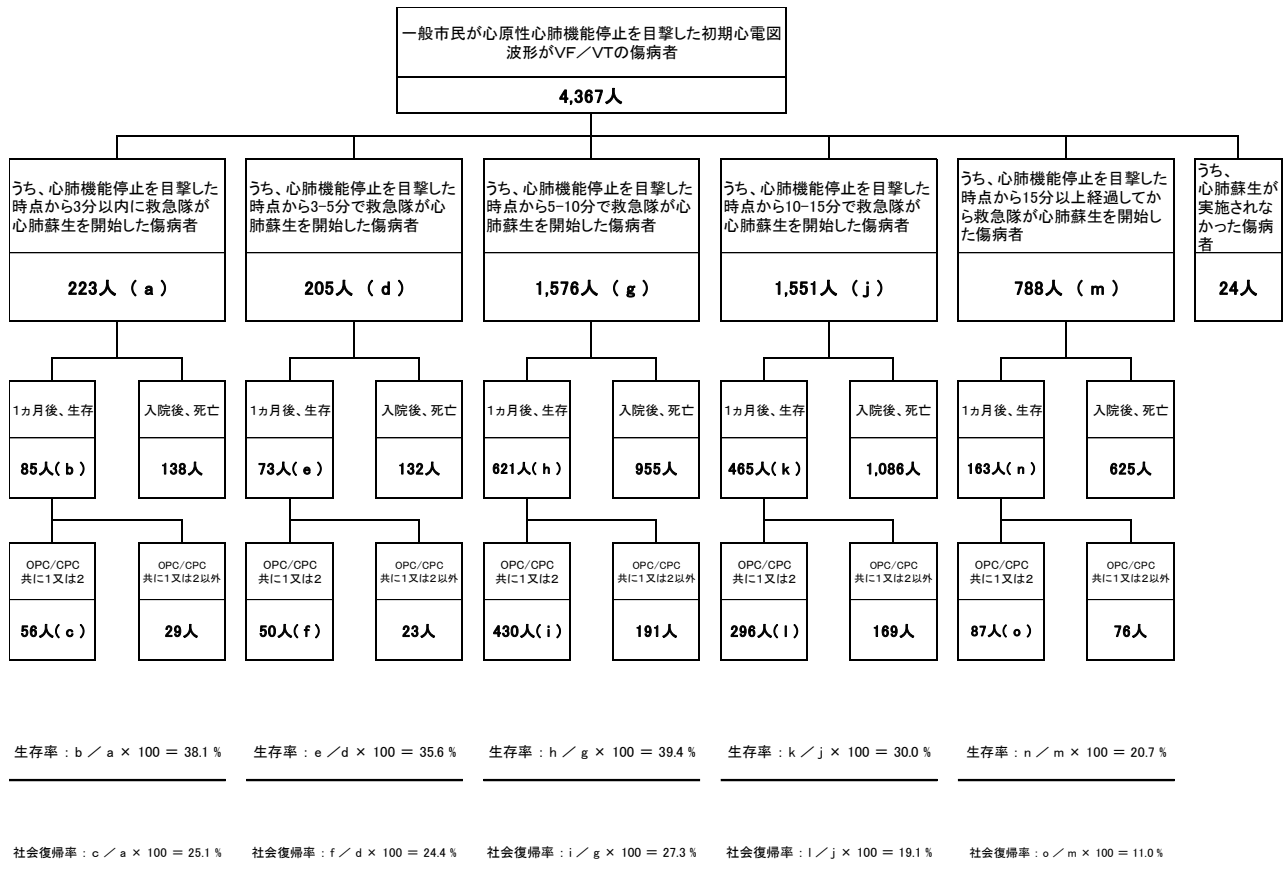 一般市民が心原性心肺機能停止を目撃した初期心電図
波形がVF/VTの傷病者
4,367人
うち、心肺機能停止を目撃した
時点から3分以内に救急隊が
心肺蘇生を開始した傷病者
223人 (a)
うち、心肺機能停止を目撃した
時点から3-5分で救急隊が心
肺蘇生を開始した傷病者
205人 (d)
うち、心肺機能停止を目撃した
時点から5-10分で救急隊が心
肺蘇生を開始した傷病者
1,576人 (g)
うち、心肺機能停止を目撃した
時点から10-15分で救急隊が
心肺蘇生を開始した傷病者
1,551人 (j)
うち、心肺機能停止を目撃した
時点から15分以上経過してか
ら救急隊が心肺蘇生を開始し
た傷病者
788人 (m)
うち、
心肺蘇生が
実施されな
かった傷病
者
24人
1ヵ月後、生存
85人(b)
入院後、死亡
138人
1ヵ月後、生存
73人(e)
入院後、死亡
132人
1ヵ月後、生存
621人(h)
入院後、死亡
955人
1ヵ月後、生存
465人(k)
入院後、死亡
1,086人
1ヵ月後、生存
163人(n)
入院後、死亡
625人
OPC/CPC
共に1又は2
56人(c)
OPC/CPC
共に1又は2以外
29人
OPC/CPC
共に1又は2
50人(f)
OPC/CPC
共に1又は2以外
23人
OPC/CPC
共に1又は2
430人(i)
OPC/CPC
共に1又は2以外
191人
OPC/CPC
共に1又は2
296人(l)
OPC/CPC
共に1又は2以外
169人
OPC/CPC
共に1又は2
87人(o)
OPC/CPC
共に1又は2以外
76人
生存率:b/a × 100 = 38.1 %
生存率:e/d × 100 = 35.6 %
生存率:h/g × 100 = 39.4 %
生存率:k/j × 100 = 30.0 %
生存率:n/m × 100 = 20.7 %
社会復帰率:c/a × 100 = 25.1 %
社会復帰率:f/d × 100 = 24.4 %
社会復帰率:i/g × 100 = 27.3 %
社会復帰率:l/j × 100 = 19.1 %
社会復帰率:o/m × 100 = 11.0 %